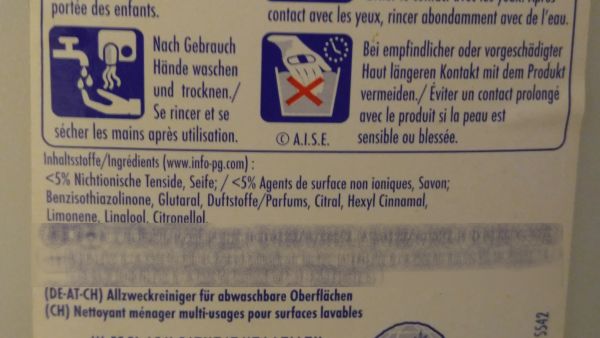 portée des enfants.
contact avec les yeux, rincer abondamment avec de l'eau.
Nach Gebrauch
Hände waschen
und trocknen./
Se rincer et se
sécher les mains après utilisation.
Bei empfindlicher oder vorgeschädigter
Haut längeren Kontakt mit dem Produkt
vermeiden./ Éviter un contact prolongé
avec le produit si la peau est
© A.I.S.E. sensible ou blessée.
Inhaltsstoffe/Ingrédients (www.info-pg.com) :
<5% Nichtionische Tenside, Seife; / <5% Agents de surface non ioniques, Savon;
Benzisothiazolinone, Glutaral, Duftstoffe/Parfums, Citral, Hexyl Cinnamal,
Limonene, Linalool, Citronellol.
(DE-AT-CH) Allzweckreiniger für abwaschbare Oberflächen
(CH) Nettoyant ménager multi-usages pour surfaces lavables
5542